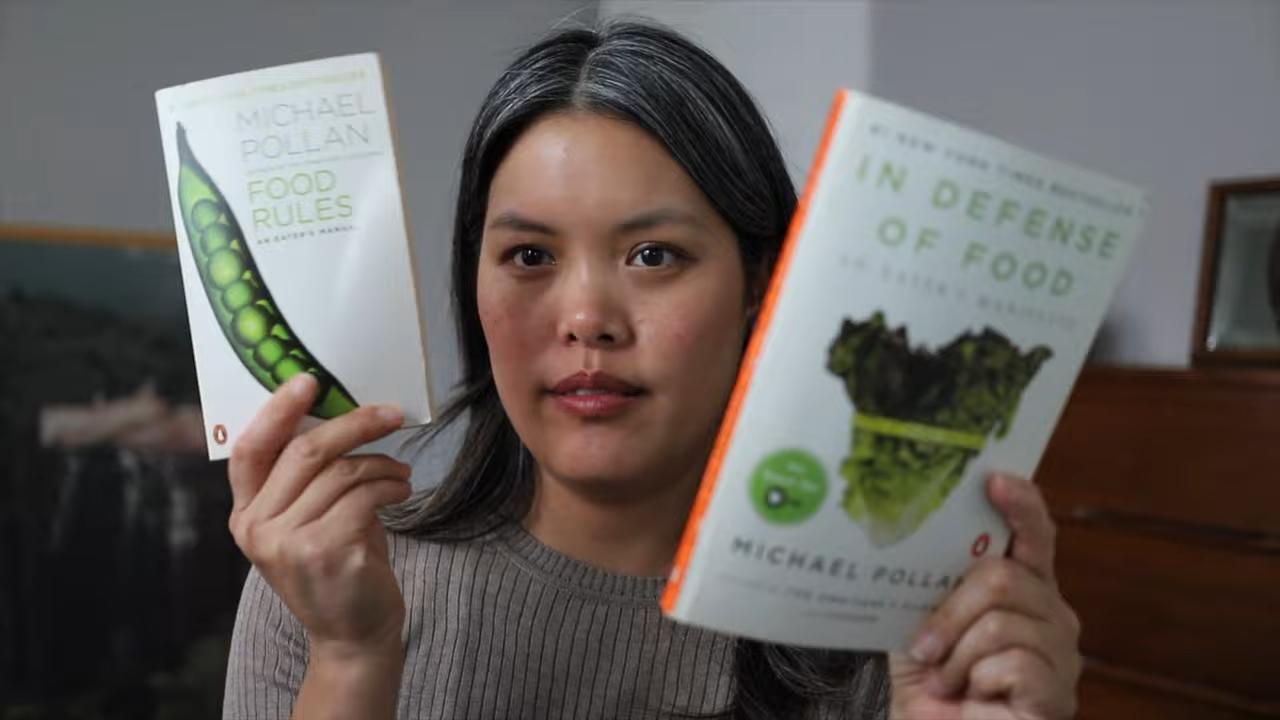 MICHAEL
POLLAN
FOOD
RULES
AN EATER'S MANUAL
#1 NEW YORK TIMES BESTSELLER
IN DEFENSE
OF FOOD
AN EATER'S MANIFESTO
MICHAEL POLLAN